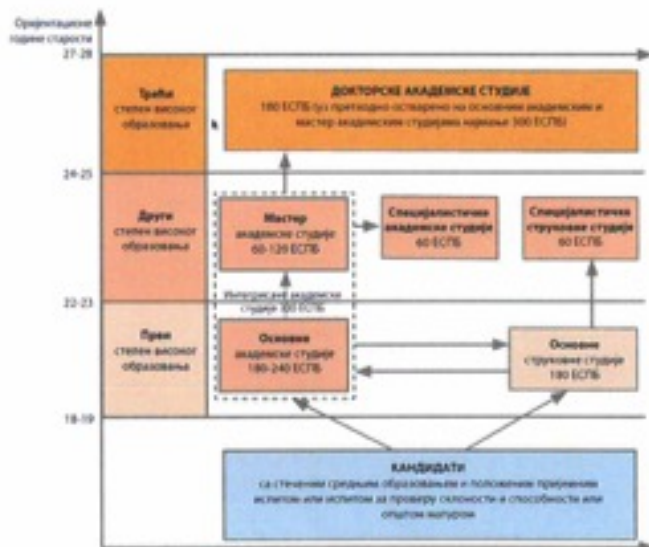 Оријентационе
године старости
27-28
Трећи
степен високог
образовања
ДОКТОРСКЕ АКАДЕМСКЕ СТУДИЈЕ
180 ЕСПБ (уз претходно остварено на основним академским и
мастер академским студијама најмање 300 ЕСПБ)
24-25
Други
степен високог
образовања
Мастер
академске студије
60-120 ЕСПБ
Специјалистичке
академске студије
60 ЕСПБ
Специјалистичке
струковне студије
60 ЕСПБ
22-23
Интегрисане академске
студије 300 ЕСПБ
Први
степен високог
образовања
Основне
академске студије
180-240 ЕСПБ
Основне
струковне студије
180 ЕСПБ
18-19
КАНДИДАТИ
са стеченим средњим образовањем и положеним пријемним
испитом или испитом за проверу склоности и способности или
општом матуром